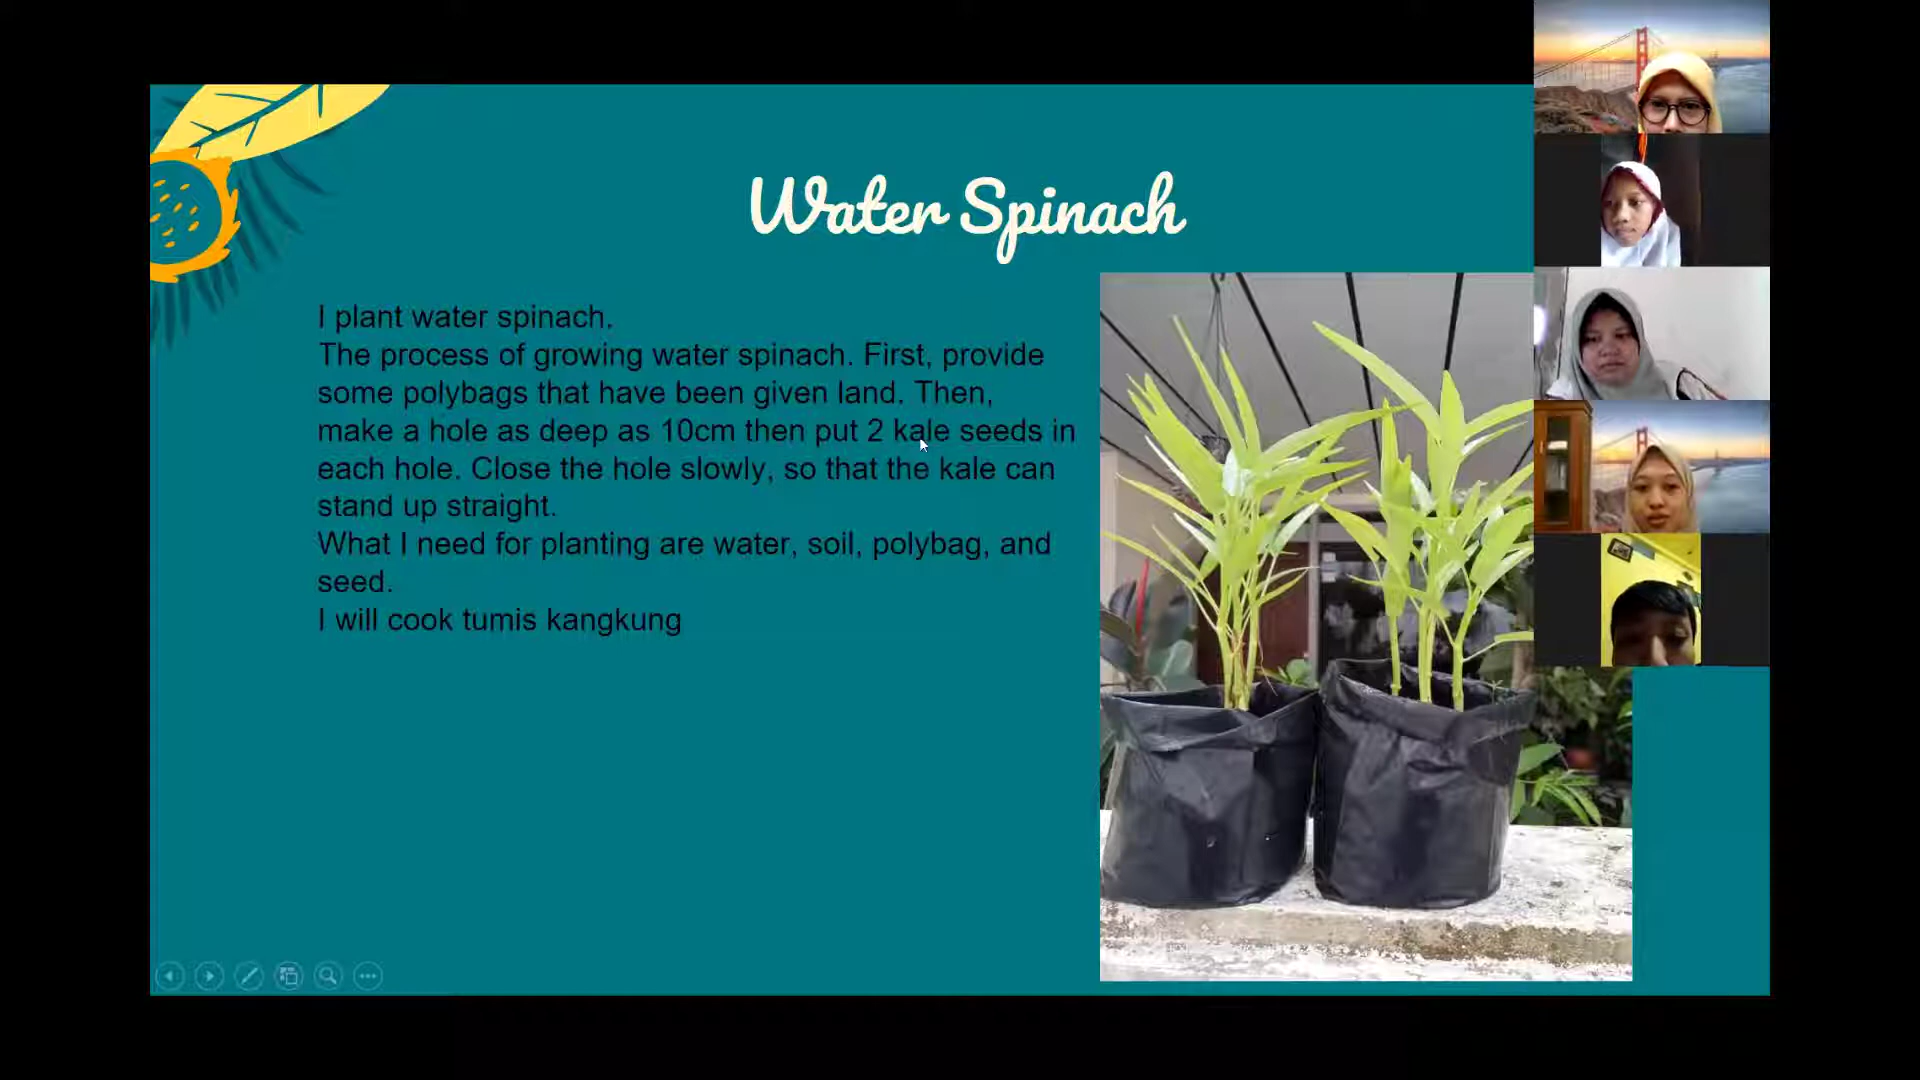 Water Spinach
I plant water spinach.
The process of growing water spinach. First, provide
some polybags that have been given land. Then,
make a hole as deep as 10cm then put 2 kale seeds in
each hole. Close the hole slowly, so that the kale can
stand up straight.
What I need for planting are water, soil, polybag, and
seed.
I will cook tumis kangkung